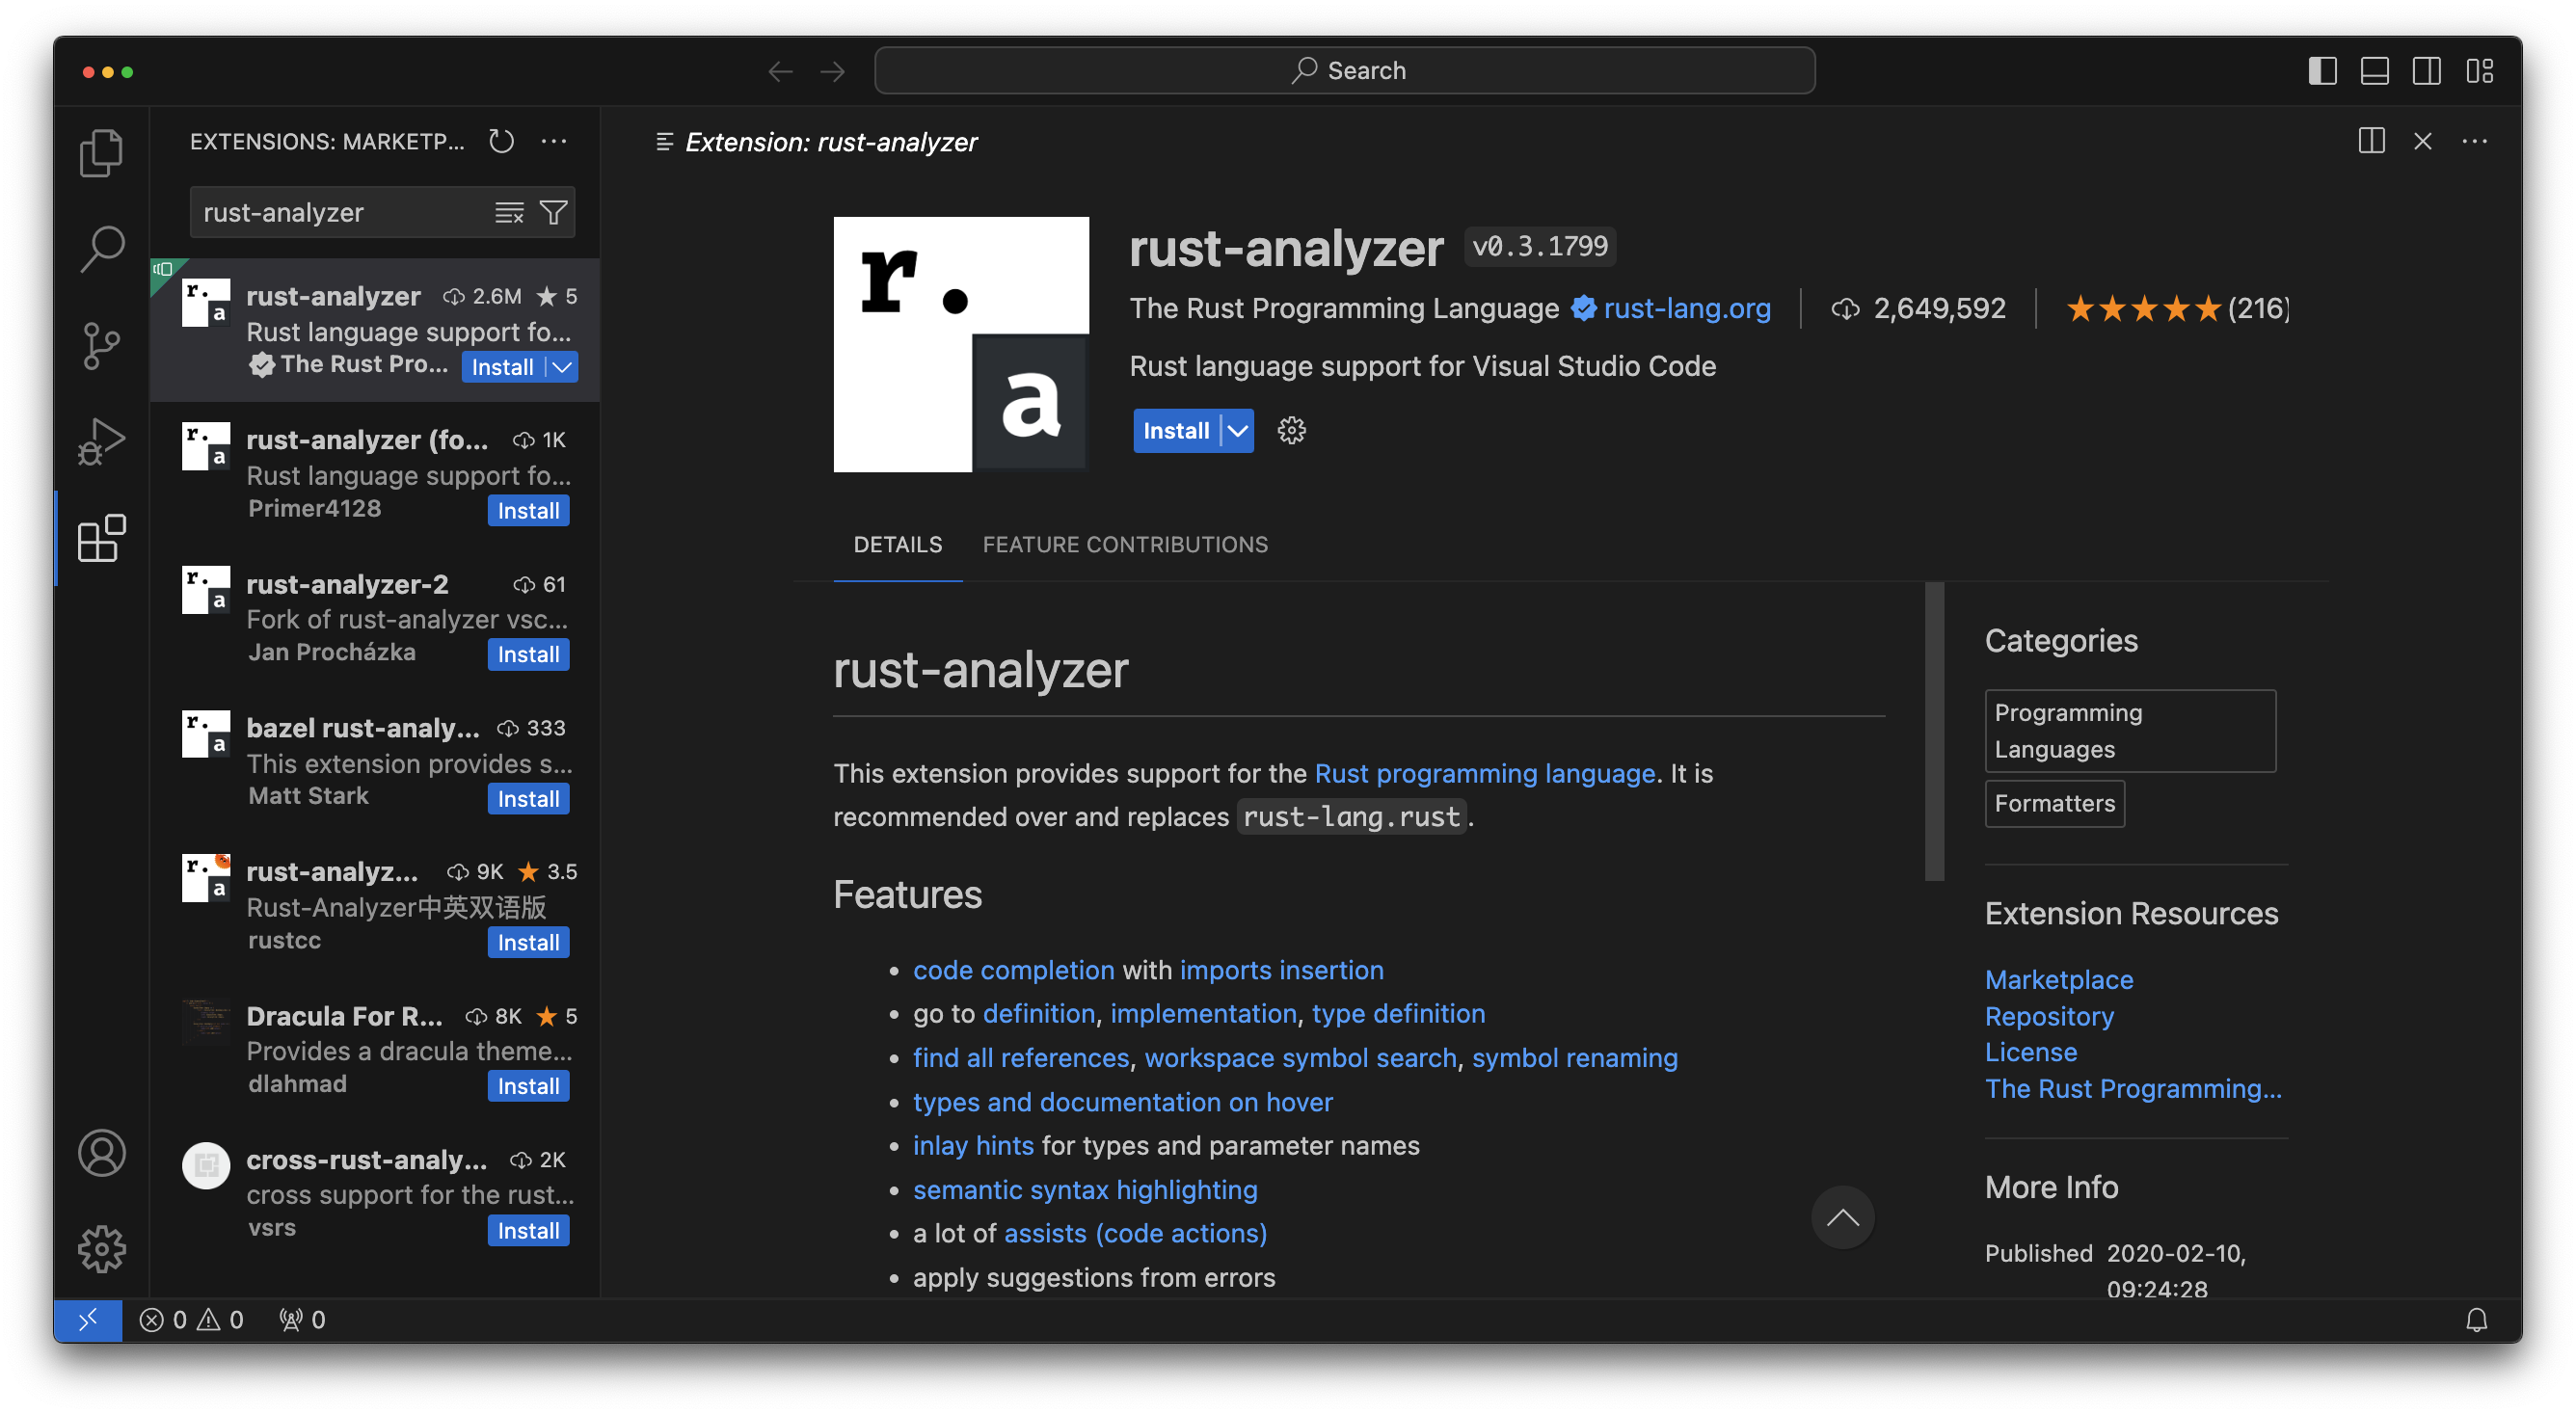 Search
EXTENSIONS: MARKETP...
rust-analyzer
r. a
rust-analyzer 2.6M ★ 5
Rust language support fo...
The Rust Pro... Install
r. a
rust-analyzer (fo... 1K
Rust language support fo...
Primer4128 Install
r. a
rust-analyzer-2 61
Fork of rust-analyzer vsc...
Jan Procházka Install
r. a
bazel rust-analy... 333
This extension provides s...
Matt Stark Install
r. a
rust-analyz... 9K ★ 3.5
Rust-Analyzer中英双语版
rustcc Install
Dracula For R... 8K ★ 5
Provides a dracula theme...
dlahmad Install
cross-rust-analy... 2K
cross support for the rust...
vsrs Install
Extension: rust-analyzer
r.
a
rust-analyzer v0.3.1799
The Rust Programming Language rust-lang.org | 2,649,592 | ★★★★★(216)
Rust language support for Visual Studio Code
Install
DETAILS FEATURE CONTRIBUTIONS
rust-analyzer
This extension provides support for the Rust programming language. It is
recommended over and replaces rust-lang.rust.
Features
• code completion with imports insertion
• go to definition, implementation, type definition
• find all references, workspace symbol search, symbol renaming
• types and documentation on hover
• inlay hints for types and parameter names
• semantic syntax highlighting
• a lot of assists (code actions)
• apply suggestions from errors
Categories
Programming
Languages
Formatters
Extension Resources
Marketplace
Repository
License
The Rust Programming...
More Info
Published 2020-02-10,
09:24:28
0 0 0